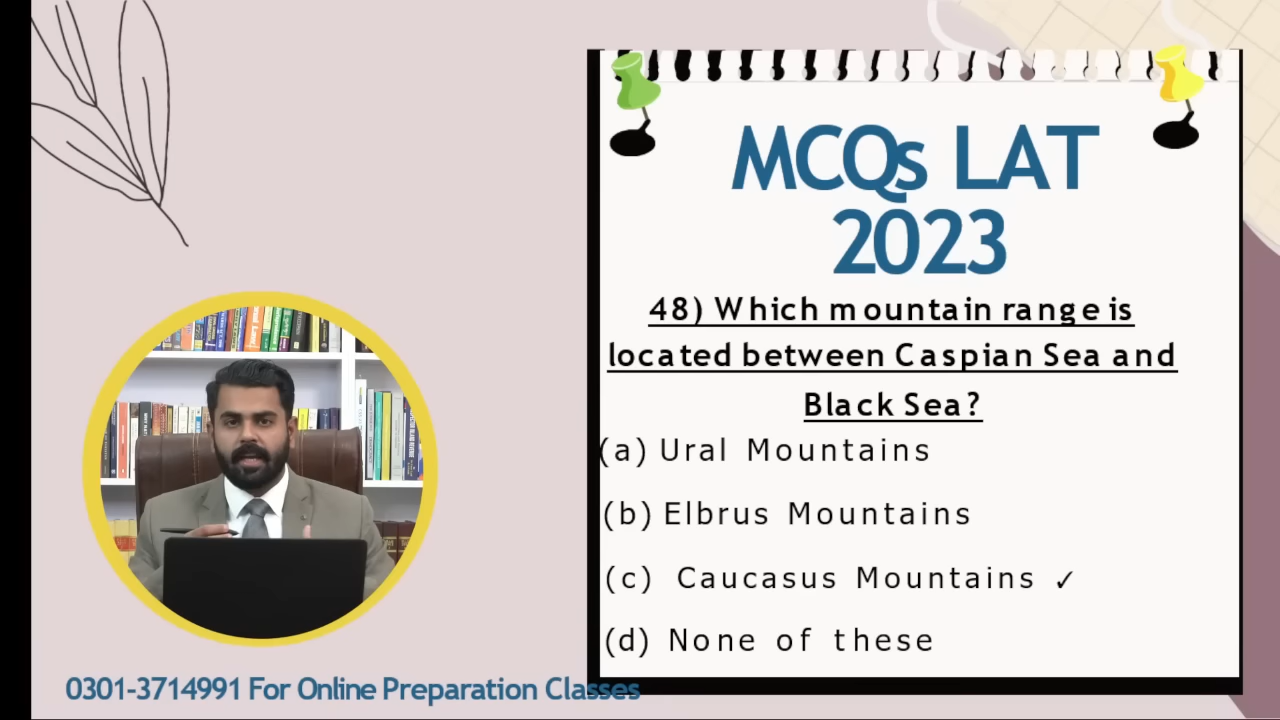 MCQs LAT
2023
48) Which mountain range is
located between Caspian Sea and
Black Sea?
(a) Ural Mountains
(b) Elbrus Mountains
(c) Caucasus Mountains ✓
(d) None of these
0301-3714991 For Online Preparation Classes